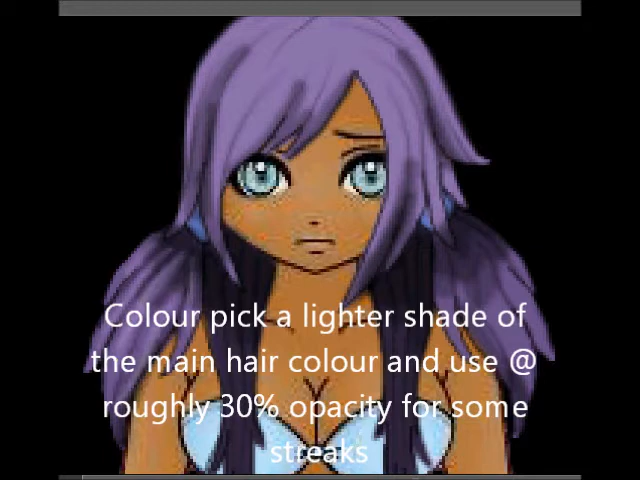 Colour pick a lighter shade of
the main hair colour and use @
roughly 30% opacity for some
streaks